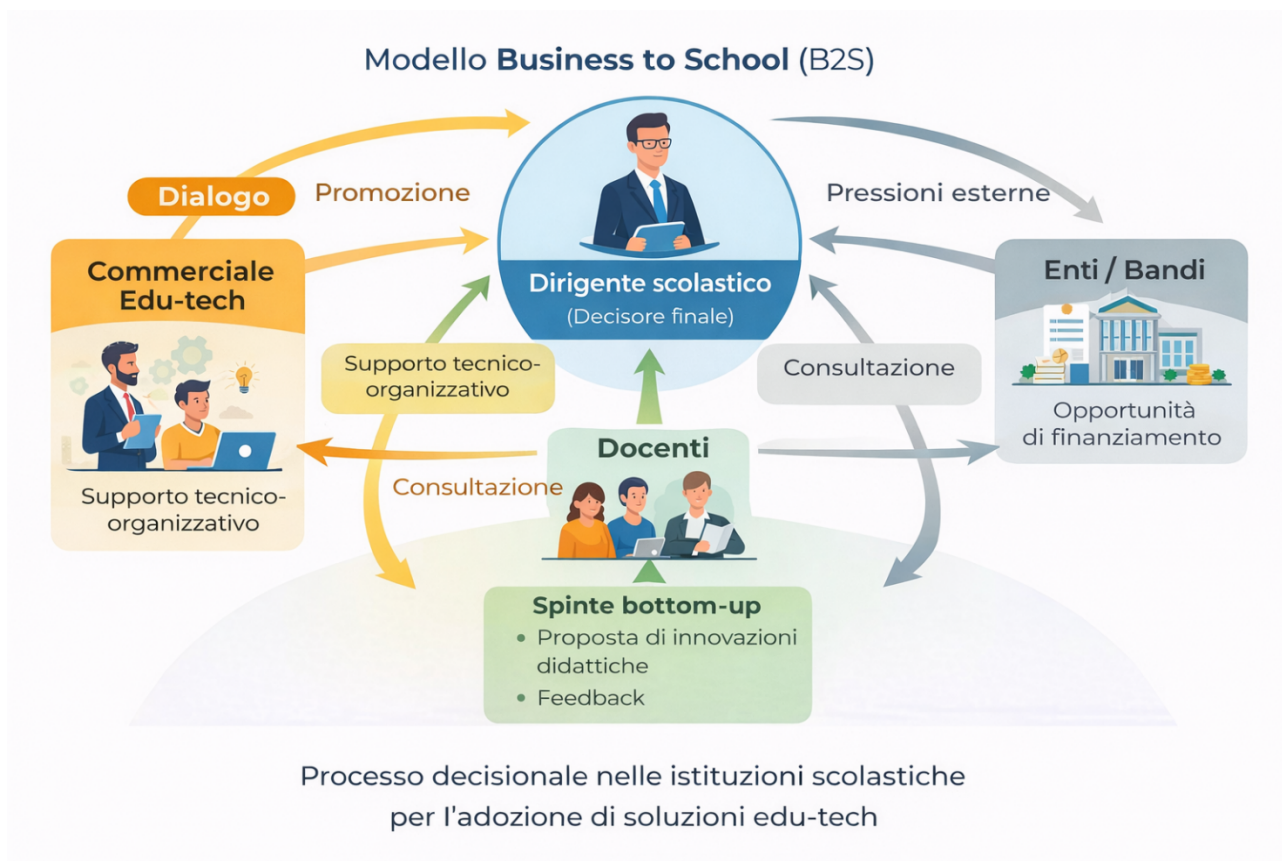 Modello Business to School (B2S)
Dialogo
Promozione
Pressioni esterne
Commerciale
Edu-tech
Supporto tecnico-
organizzativo
Dirigente scolastico
(Decisore finale)
Enti / Bandi
Opportunità
di finanziamento
Supporto tecnico-
organizzativo
Consultazione
Docenti
Consultazione
Spinte bottom-up
• Proposta di innovazioni
didattiche
• Feedback
Processo decisionale nelle istituzioni scolastiche
per l'adozione di soluzioni edu-tech